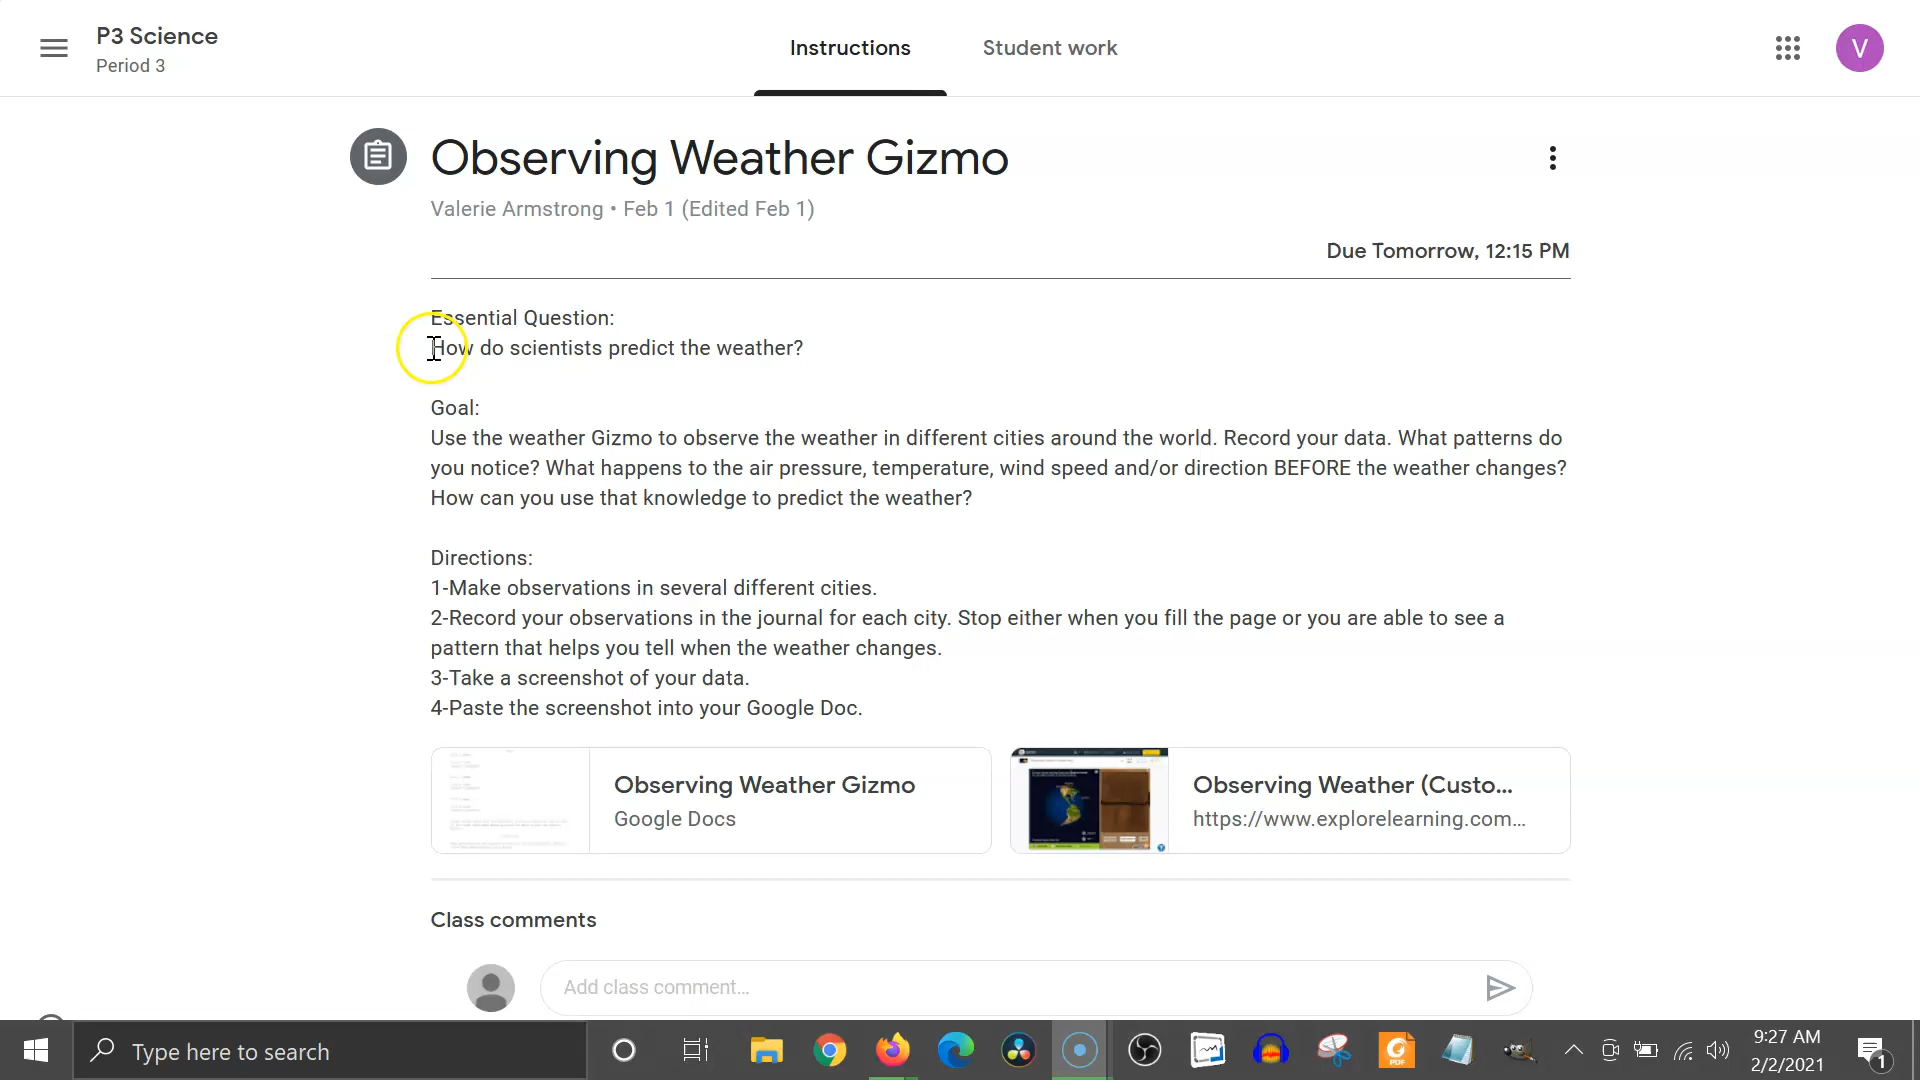 P3 Science
Period 3
Instructions
Student work
V
Observing Weather Gizmo
Valerie Armstrong • Feb 1 (Edited Feb 1)
Due Tomorrow, 12:15 PM
Essential Question:
How do scientists predict the weather?
Goal:
Use the weather Gizmo to observe the weather in different cities around the world. Record your data. What patterns do
you notice? What happens to the air pressure, temperature, wind speed and/or direction BEFORE the weather changes?
How can you use that knowledge to predict the weather?
Directions:
1-Make observations in several different cities.
2-Record your observations in the journal for each city. Stop either when you fill the page or you are able to see a
pattern that helps you tell when the weather changes.
3-Take a screenshot of your data.
4-Paste the screenshot into your Google Doc.
Observing Weather Gizmo
Google Docs
Observing Weather (Custo...
https://www.explorelearning.com...
Class comments
Add class comment...
Type here to search
PDF
9:27 AM
2/2/2021
1